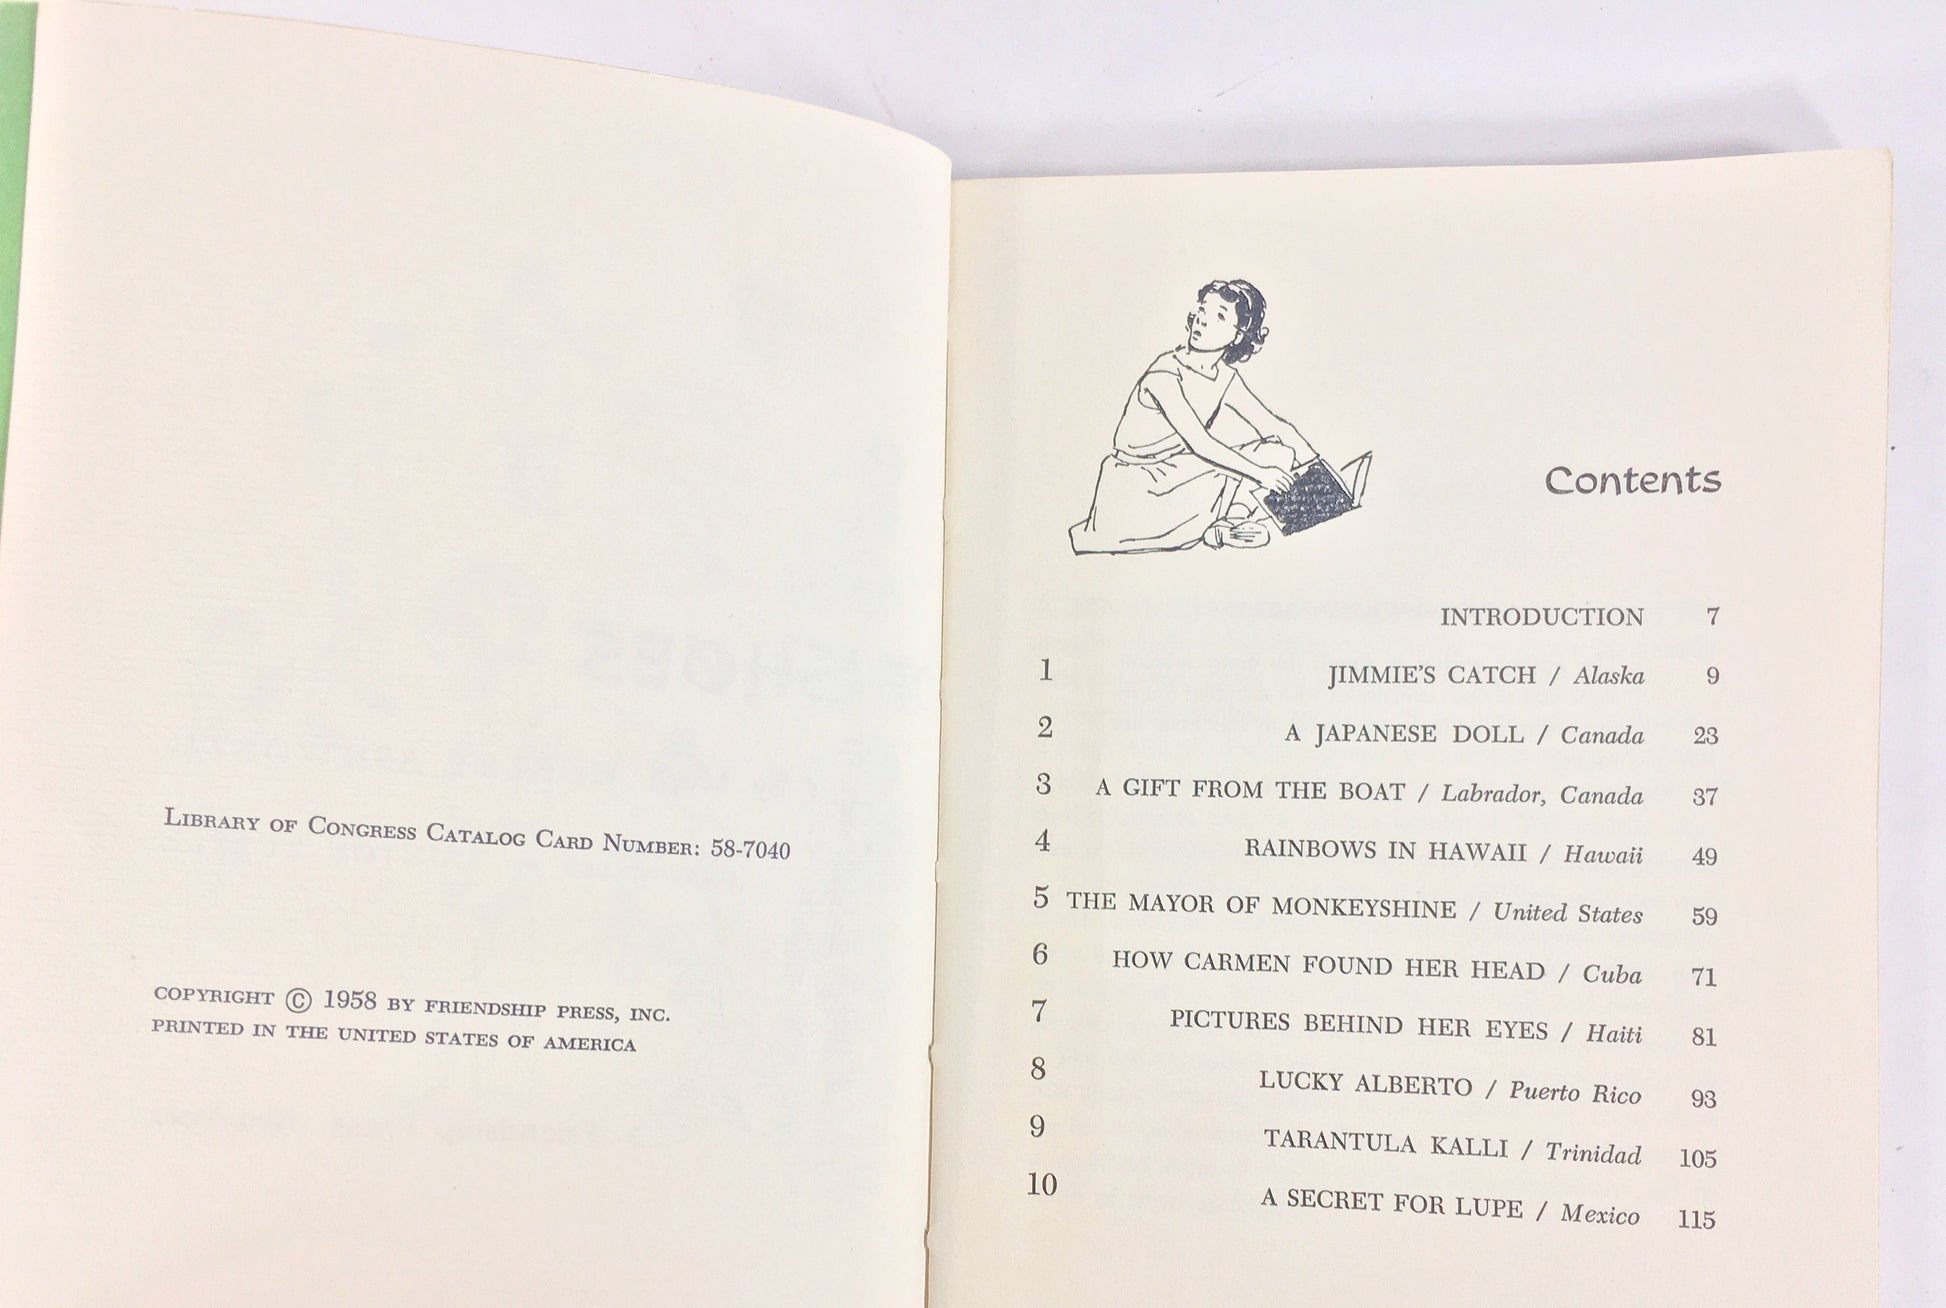 Library of Congress Catalog Card Number: 58-7040
COPYRIGHT © 1958 BY FRIENDSHIP PRESS, INC.
PRINTED IN THE UNITED STATES OF AMERICA
Contents
INTRODUCTION 7
1 JIMMIE'S CATCH / Alaska 9
2 A JAPANESE DOLL / Canada 23
3 A GIFT FROM THE BOAT / Labrador, Canada 37
4 RAINBOWS IN HAWAII / Hawaii 49
5 THE MAYOR OF MONKEYSHINE / United States 59
6 HOW CARMEN FOUND HER HEAD / Cuba 71
7 PICTURES BEHIND HER EYES / Haiti 81
8 LUCKY ALBERTO / Puerto Rico 93
9 TARANTULA KALLI / Trinidad 105
10 A SECRET FOR LUPE / Mexico 115